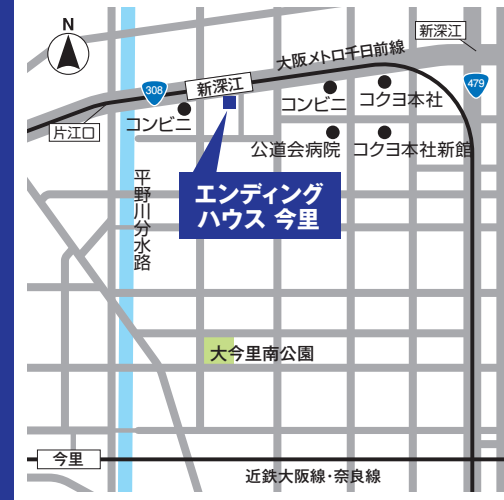 N
新深江
大阪メトロ千日前線
479
新深江
308
コンビニ
コクヨ本社
コンビニ
片江口
公道会病院
コクヨ本社新館
平野川分水路
エンディング
ハウス 今里
大今里南公園
今里
近鉄大阪線・奈良線